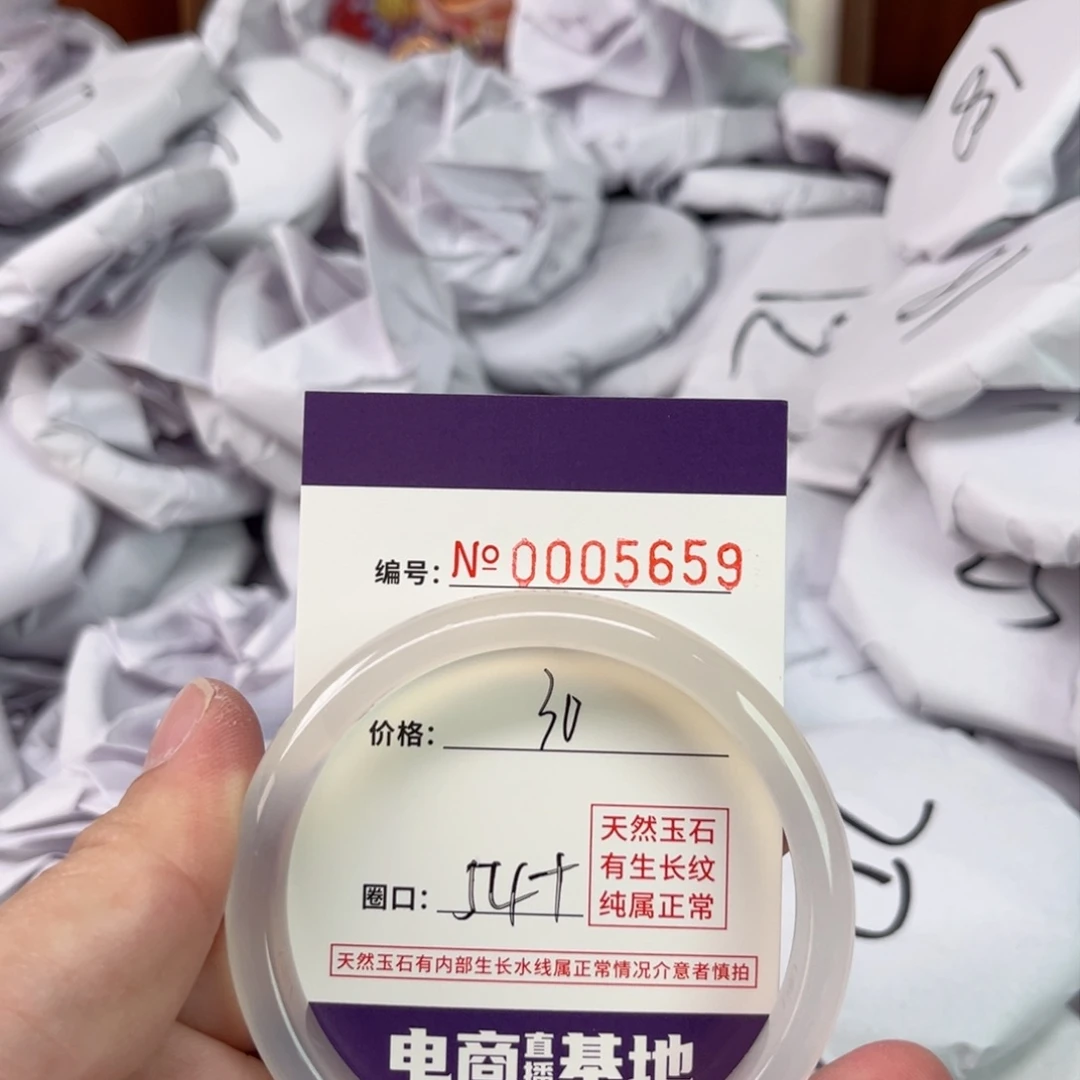 编号: № 0005659
价格: 30
圈口: 54+
天然玉石
有生长纹
纯属正常
天然玉石有内部生长水线属正常情况介意者慎拍
电商直播基地